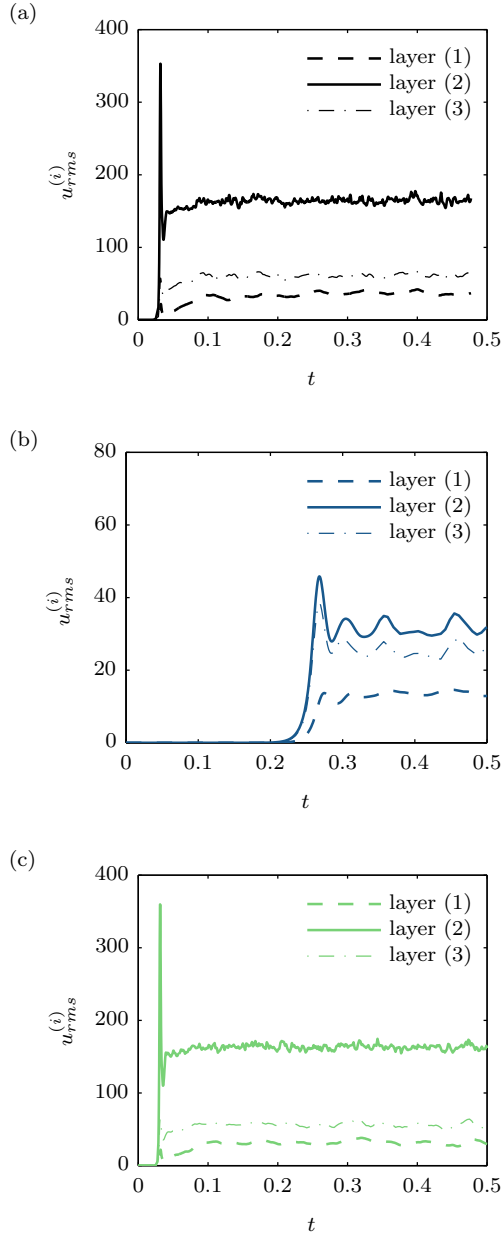 (a)
400
300
200
100
0
0
0.1
0.2
0.3
0.4
0.5
u_{rms}^{(i)}
t
layer (1)
layer (2)
layer (3)
(b)
80
60
40
20
0
0
0.1
0.2
0.3
0.4
0.5
u_{rms}^{(i)}
t
layer (1)
layer (2)
layer (3)
(c)
400
300
200
100
0
0
0.1
0.2
0.3
0.4
0.5
u_{rms}^{(i)}
t
layer (1)
layer (2)
layer (3)